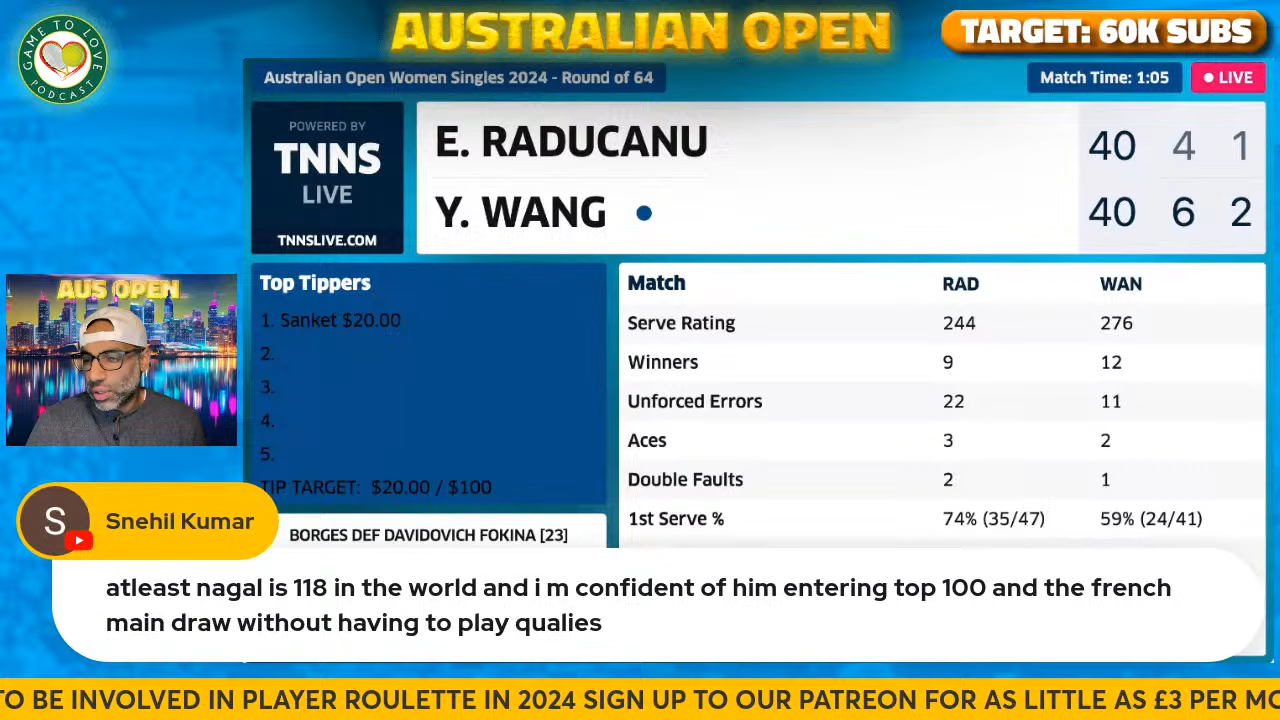 GAME TO LOVE
PODCAST
AUSTRALIAN OPEN
TARGET: 60K SUBS
Australian Open Women Singles 2024 - Round of 64
Match Time: 1:05
LIVE
POWERED BY
TNNS
LIVE
TNNSLIVE.COM
E. RADUCANU
40 4 1
Y. WANG
40 6 2
AUS OPEN
Top Tippers
1. Sanket $20.00
2.
3.
4.
5.
TIP TARGET: $20.00 / $100
BORGES DEF DAVIDOVICH FOKINA [23]
Match RAD WAN
Serve Rating 244 276
Winners 9 12
Unforced Errors 22 11
Aces 3 2
Double Faults 2 1
1st Serve % 74% (35/47) 59% (24/41)
S
Snehil Kumar
atleast nagal is 118 in the world and i m confident of him entering top 100 and the french
main draw without having to play qualies
TO BE INVOLVED IN PLAYER ROULETTE IN 2024 SIGN UP TO OUR PATREON FOR AS LITTLE AS £3 PER MO